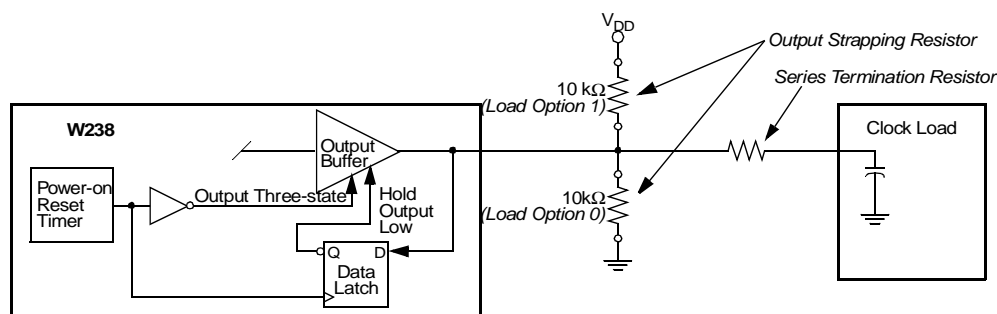 V
DD
Output Strapping Resistor
Series Termination Resistor
10 kΩ
(Load Option 1)
W238
Clock Load
Output
Buffer
Power-on
Reset
Timer
Output Three-state
Hold
Output
Low
10kΩ
(Load Option 0)
Q D
Data
Latch